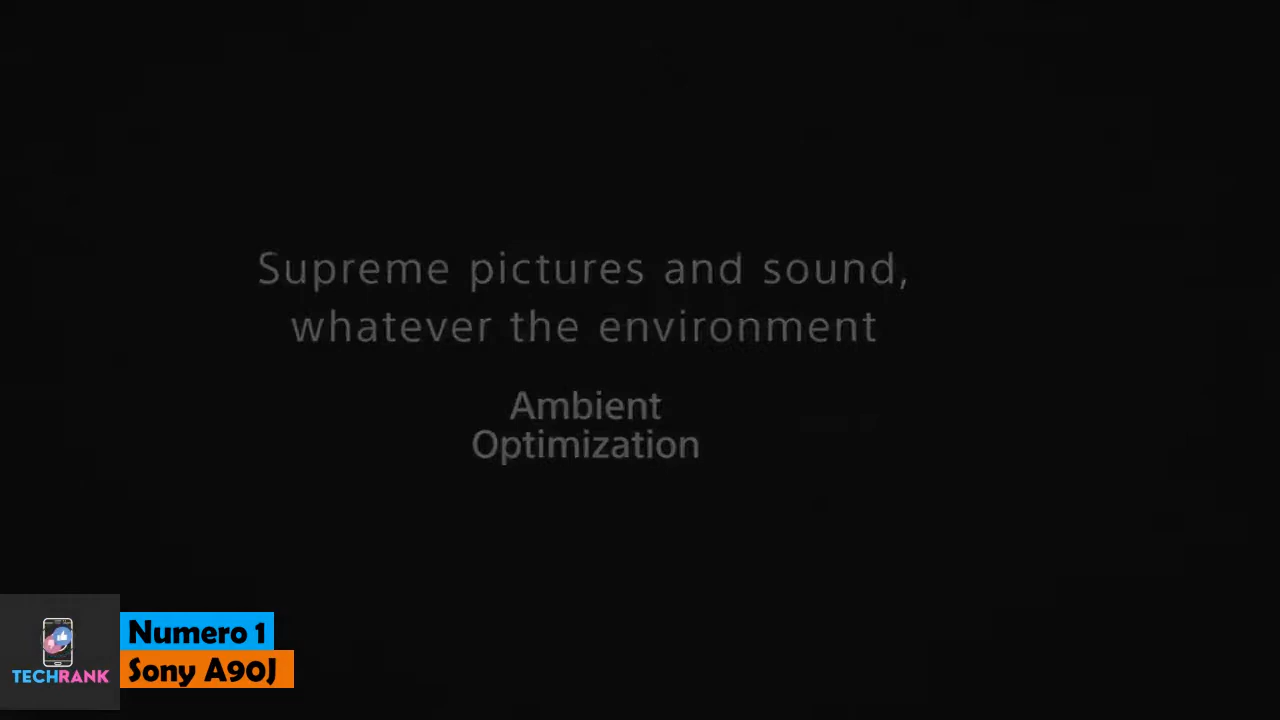 Supreme pictures and sound,
whatever the environment
Ambient
Optimization
Numero 1
TECHRANK
Sony A90J